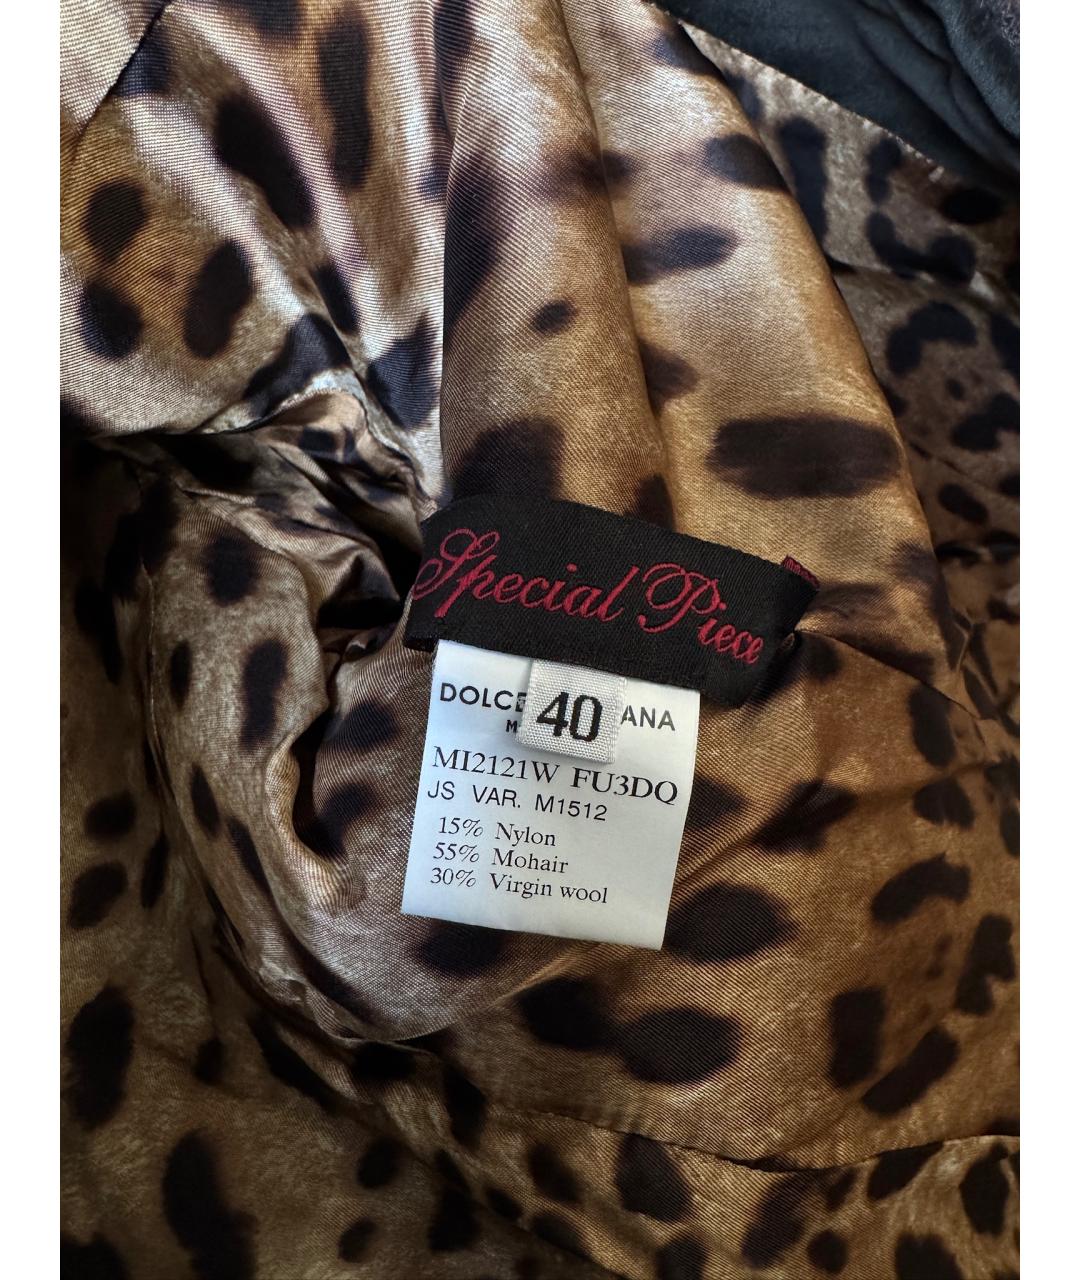 Special Piece
DOLCE ANA
40
M
MI2121W FU3DQ
JS VAR. M1512
15% Nylon
55% Mohair
30% Virgin wool